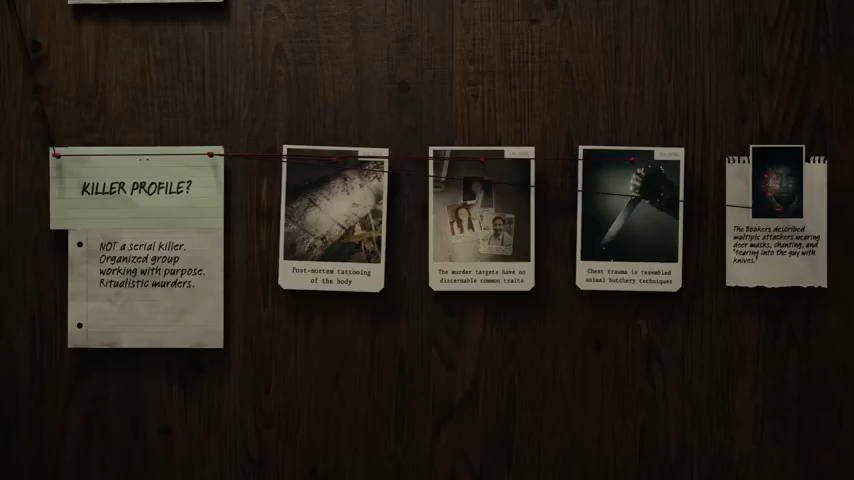 KILLER PROFILE?
NOT a serial killer.
Organized group
working with purpose.
Ritualistic murders.
Post-mortem tattooing
of the body
The murder targets have no
discernable common traits
Chest trauma is resembled
animal butchery techniques
The Bookers described
multiple attackers wearing
deer masks, chanting, and
"tearing into the guy with
knives."